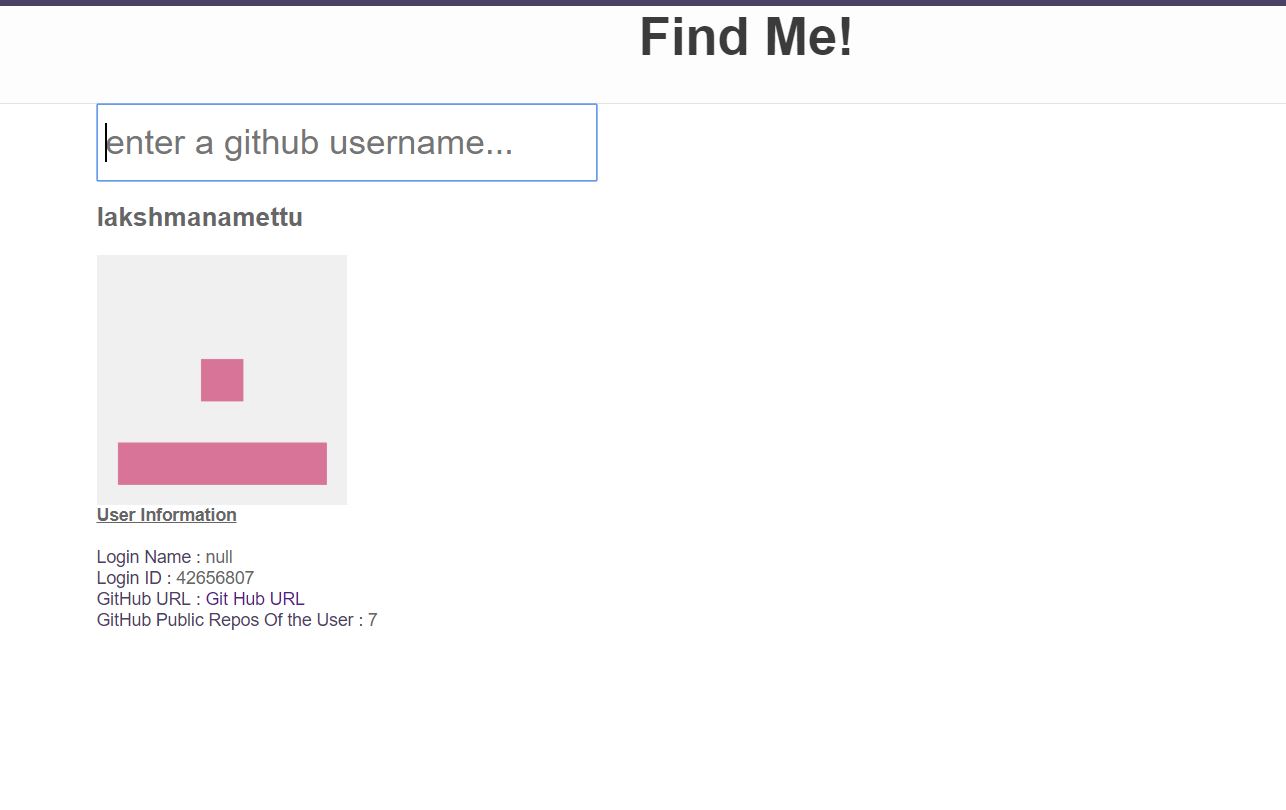 Find Me!
enter a github username...
lakshmanamettu
User Information
Login Name : null
Login ID : 42656807
GitHub URL : Git Hub URL
GitHub Public Repos Of the User : 7